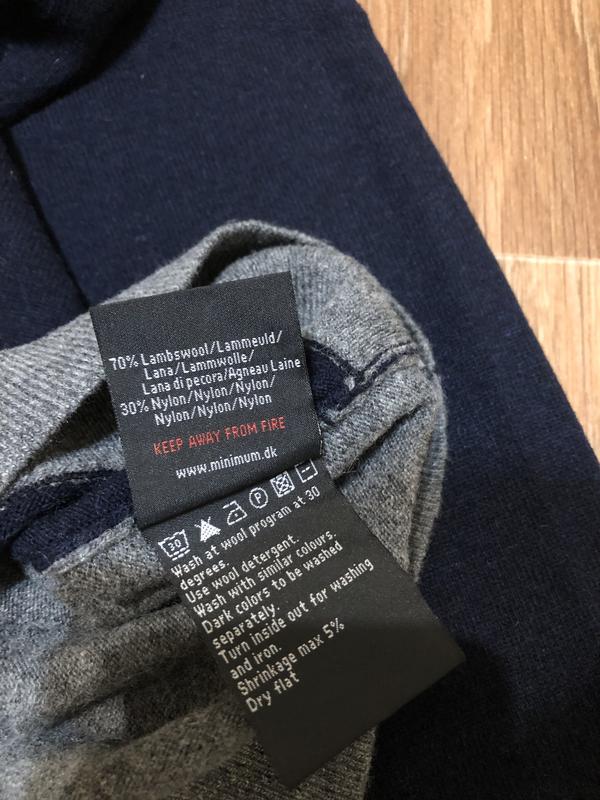 70% Lambswool/Lammeuld/
Lana/Lammwolle/
Lana di pecora/Agneau Laine
30% Nylon/Nylon/Nylon/
Nylon/Nylon/Nylon
KEEP AWAY FROM FIRE
www.minimum.dk
30 P
Wash at wool program at 30
degrees.
Use wool detergent.
Wash with similar colours.
Dark colors to be washed
separately.
Turn inside out for washing
and iron.
Shrinkage max 5%
Dry flat